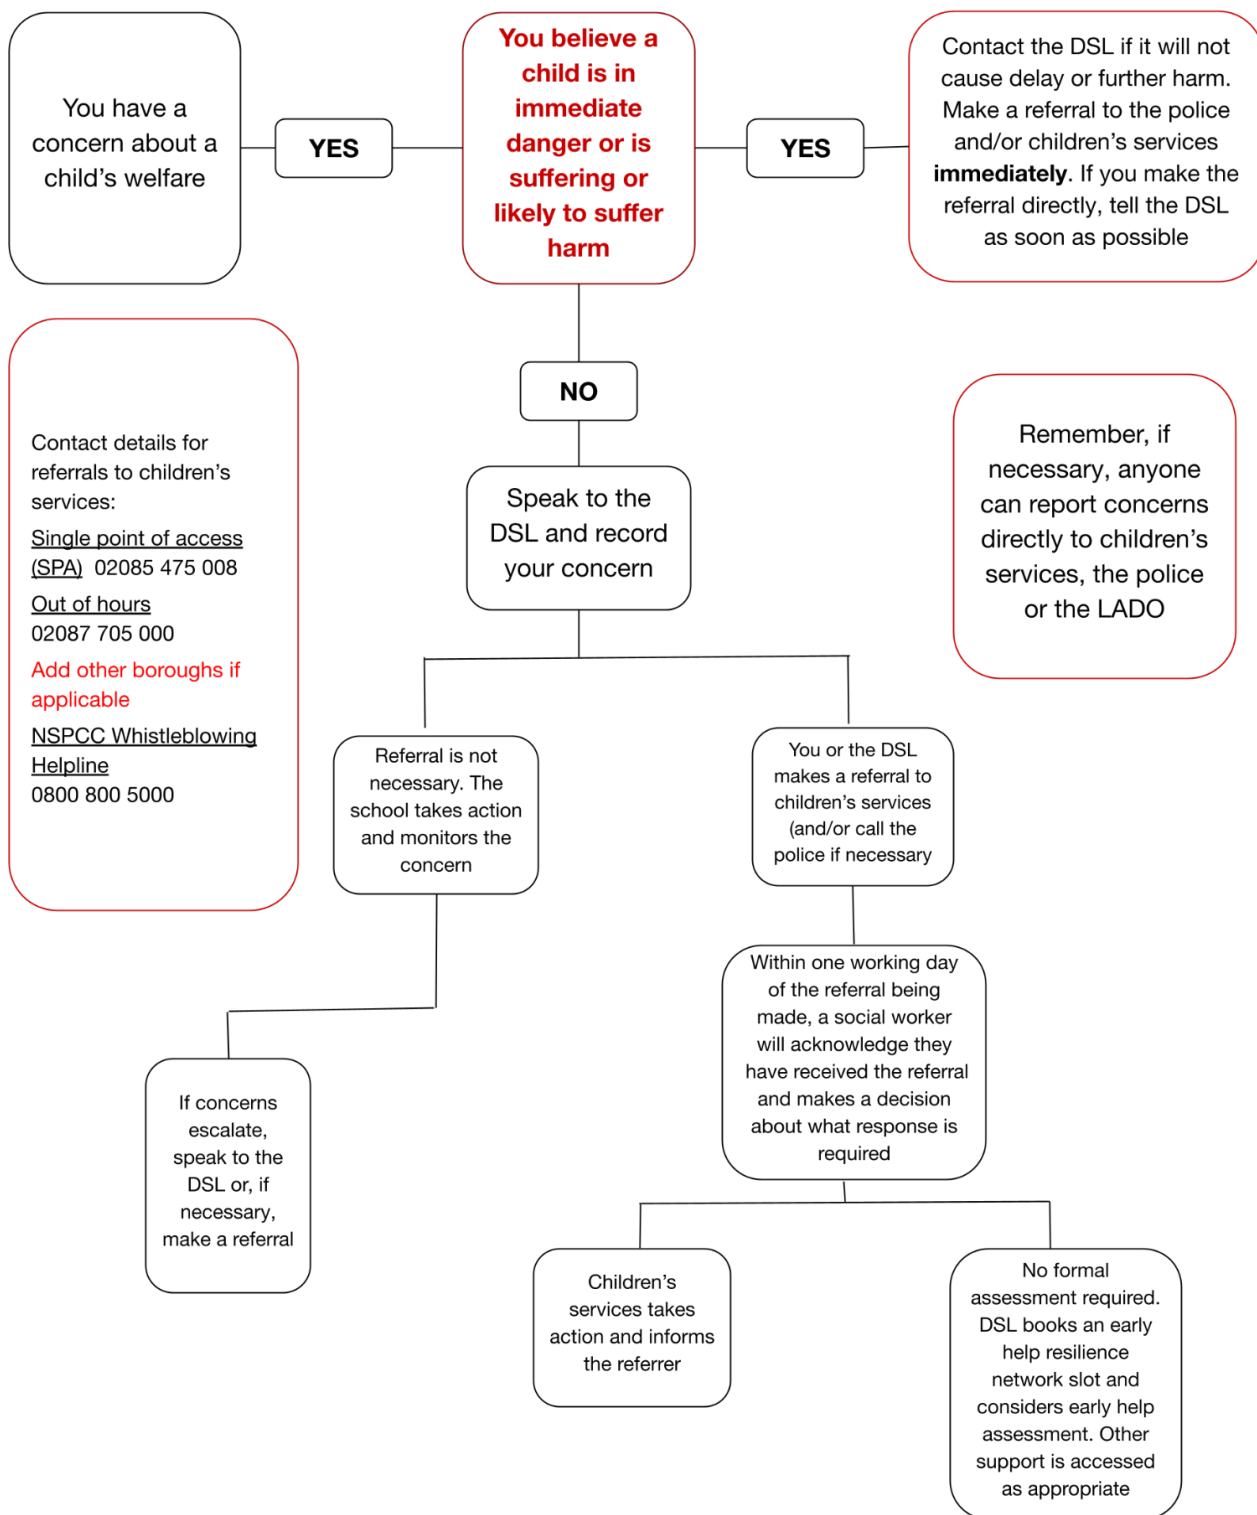 You have a
concern about a
child’s welfare
YES
You believe a
child is in
immediate
danger or is
suffering or
likely to suffer
harm
YES
Contact the DSL if it will not
cause delay or further harm.
Make a referral to the police
and/or children’s services
immediately. If you make the
referral directly, tell the DSL
as soon as possible
NO
Contact details for
referrals to children’s
services:
Single point of access
(SPA) 02085 475 008
Out of hours
02087 705 000
Add other boroughs if
applicable
NSPCC Whistleblowing
Helpline
0800 800 5000
Speak to the
DSL and record
your concern
Remember, if
necessary, anyone
can report concerns
directly to children’s
services, the police
or the LADO
Referral is not
necessary. The
school takes action
and monitors the
concern
You or the DSL
makes a referral to
children’s services
(and/or call the
police if necessary
Within one working day
of the referral being
made, a social worker
will acknowledge they
have received the referral
and makes a decision
about what response is
required
If concerns
escalate,
speak to the
DSL or, if
necessary,
make a referral
Children’s
services takes
action and informs
the referrer
No formal
assessment required.
DSL books an early
help resilience
network slot and
considers early help
assessment. Other
support is accessed
as appropriate